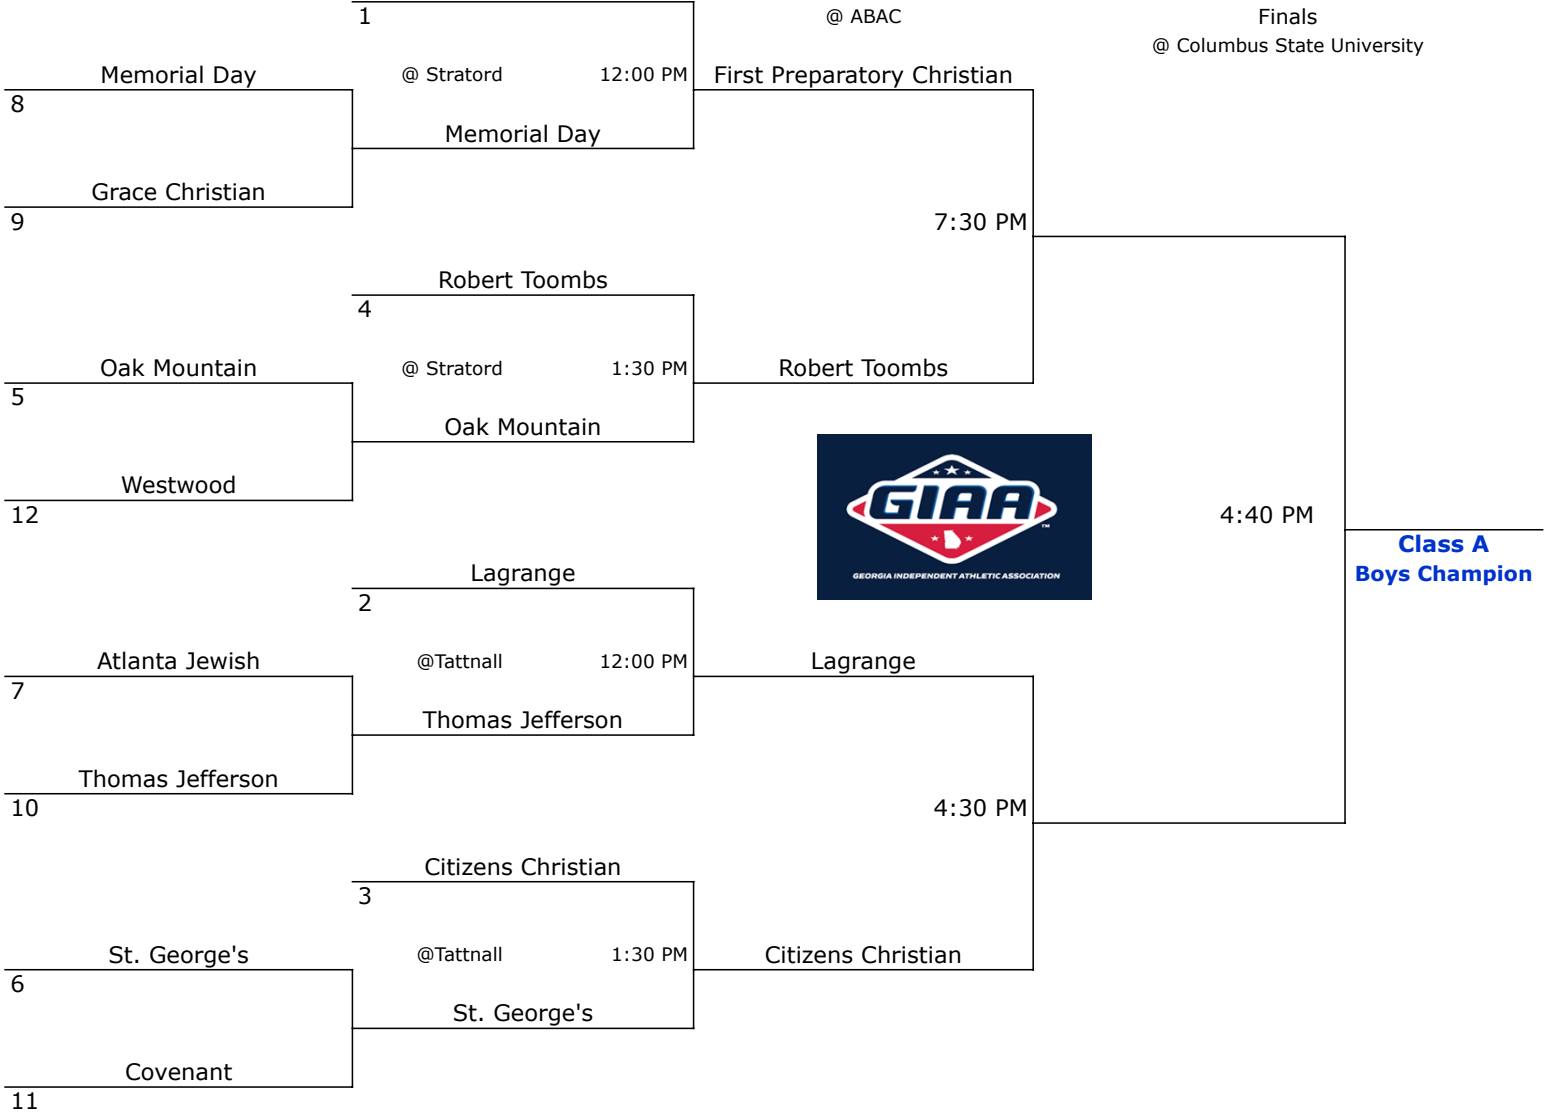 1
@ ABAC
Finals
@ Columbus State University
Memorial Day
@ Stratord
12:00 PM
First Preparatory Christian
8
Memorial Day
Grace Christian
9
7:30 PM
Robert Toombs
4
Oak Mountain
@ Stratord
1:30 PM
Robert Toombs
5
Oak Mountain
Westwood
12
GIAA
TM
GEORGIA INDEPENDENT ATHLETIC ASSOCIATION
4:40 PM
Class A
Boys Champion
Lagrange
2
Atlanta Jewish
@Tattnall
12:00 PM
Lagrange
7
Thomas Jefferson
Thomas Jefferson
10
4:30 PM
Citizens Christian
3
St. George's
@Tattnall
1:30 PM
Citizens Christian
6
St. George's
Covenant
11